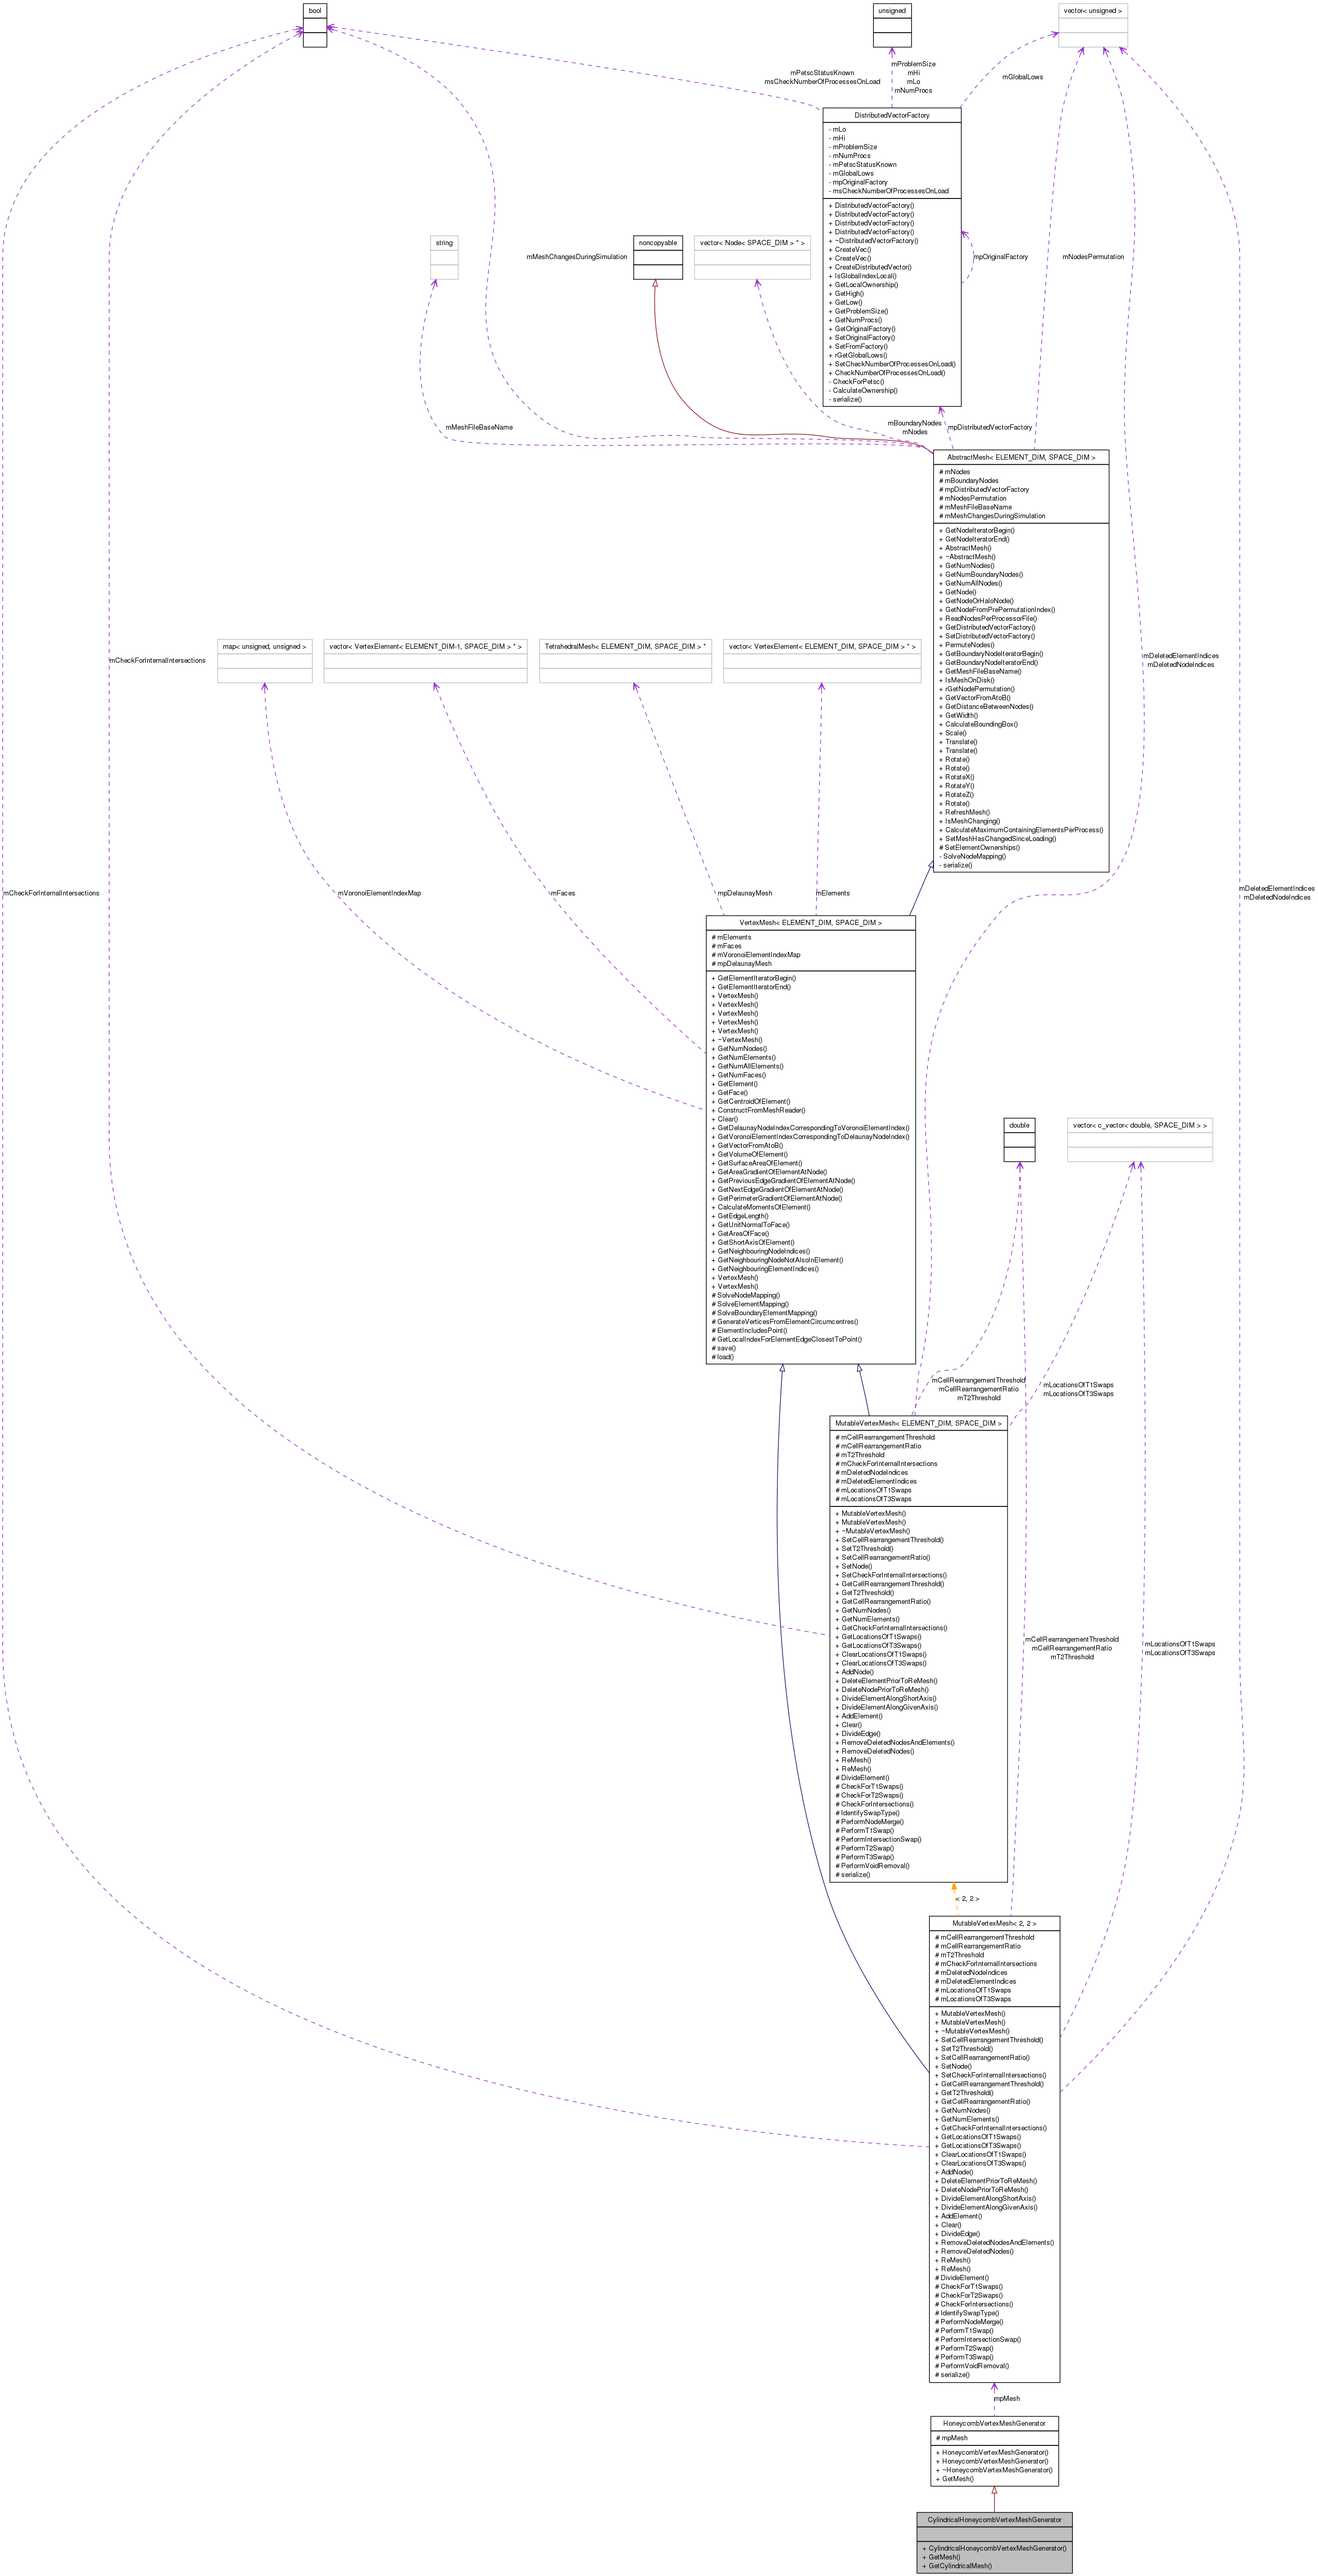 bool
unsigned
vector< unsigned >
mPetscStatusKnown
msCheckNumberOfProcessesOnLoad
mProblemSize
mHi
mLo
mNumProcs
mGlobalLows
DistributedVectorFactory
- mLo
- mHi
- mProblemSize
- mNumProcs
- mPetscStatusKnown
- mGlobalLows
- mpOriginalFactory
- msCheckNumberOfProcessesOnLoad
+ DistributedVectorFactory()
+ DistributedVectorFactory()
+ DistributedVectorFactory()
+ DistributedVectorFactory()
+ ~DistributedVectorFactory()
+ CreateVec()
+ CreateVec()
+ CreateDistributedVector()
+ IsGlobalIndexLocal()
+ GetLocalOwnership()
+ GetHigh()
+ GetLow()
+ GetProblemSize()
+ GetNumProcs()
+ GetOriginalFactory()
+ SetOriginalFactory()
+ SetFromFactory()
+ rGetGlobalLows()
+ SetCheckNumberOfProcessesOnLoad()
+ CheckNumberOfProcessesOnLoad()
- CheckForPetsc()
- CalculateOwnership()
- serialize()
string
mMeshChangesDuringSimulation
noncopyable
vector< Node< SPACE_DIM > * >
mpOriginalFactory
mNodesPermutation
mMeshFileBaseName
mBoundaryNodes
mNodes
mpDistributedVectorFactory
AbstractMesh< ELEMENT_DIM, SPACE_DIM >
# mNodes
# mBoundaryNodes
# mpDistributedVectorFactory
# mNodesPermutation
# mMeshFileBaseName
# mMeshChangesDuringSimulation
+ GetNodeIteratorBegin()
+ GetNodeIteratorEnd()
+ AbstractMesh()
+ ~AbstractMesh()
+ GetNumNodes()
+ GetNumBoundaryNodes()
+ GetNumAllNodes()
+ GetNode()
+ GetNodeOrHaloNode()
+ GetNodeFromPrePermutationIndex()
+ ReadNodesPerProcessorFile()
+ GetDistributedVectorFactory()
+ SetDistributedVectorFactory()
+ PermuteNodes()
+ GetBoundaryNodeIteratorBegin()
+ GetBoundaryNodeIteratorEnd()
+ GetMeshFileBaseName()
+ IsMeshOnDisk()
+ rGetNodePermutation()
+ GetVectorFromAtoB()
+ GetDistanceBetweenNodes()
+ GetWidth()
+ CalculateBoundingBox()
+ Scale()
+ Translate()
+ Translate()
+ Rotate()
+ Rotate()
+ RotateX()
+ RotateY()
+ RotateZ()
+ Rotate()
+ RefreshMesh()
+ IsMeshChanging()
+ CalculateMaximumContainingElementsPerProcess()
+ SetMeshHasChangedSinceLoading()
# SetElementOwnerships()
- SolveNodeMapping()
- serialize()
map< unsigned, unsigned >
vector< VertexElement< ELEMENT_DIM-1, SPACE_DIM > * >
TetrahedralMesh< ELEMENT_DIM, SPACE_DIM > *
vector< VertexElement< ELEMENT_DIM, SPACE_DIM > * >
mCheckForInternalIntersections
mDeletedElementIndices
mDeletedNodeIndices
mCheckForInternalIntersections
mVoronoiElementIndexMap
mFaces
mpDelaunayMesh
mElements
mDeletedElementIndices
mDeletedNodeIndices
VertexMesh< ELEMENT_DIM, SPACE_DIM >
# mElements
# mFaces
# mVoronoiElementIndexMap
# mpDelaunayMesh
+ GetElementIteratorBegin()
+ GetElementIteratorEnd()
+ VertexMesh()
+ VertexMesh()
+ VertexMesh()
+ VertexMesh()
+ VertexMesh()
+ ~VertexMesh()
+ GetNumNodes()
+ GetNumElements()
+ GetNumAllElements()
+ GetNumFaces()
+ GetElement()
+ GetFace()
+ GetCentroidOfElement()
+ ConstructFromMeshReader()
+ Clear()
+ GetDelaunayNodeIndexCorrespondingToVoronoiElementIndex()
+ GetVoronoiElementIndexCorrespondingToDelaunayNodeIndex()
+ GetVectorFromAtoB()
+ GetVolumeOfElement()
+ GetSurfaceAreaOfElement()
+ GetAreaGradientOfElementAtNode()
+ GetPreviousEdgeGradientOfElementAtNode()
+ GetNextEdgeGradientOfElementAtNode()
+ GetPerimeterGradientOfElementAtNode()
+ CalculateMomentsOfElement()
+ GetEdgeLength()
+ GetUnitNormalToFace()
+ GetAreaOfFace()
+ GetShortAxisOfElement()
+ GetNeighbouringNodeIndices()
+ GetNeighbouringNodeNotAlsoInElement()
+ GetNeighbouringElementIndices()
+ VertexMesh()
+ VertexMesh()
# SolveNodeMapping()
# SolveElementMapping()
# SolveBoundaryElementMapping()
# GenerateVerticesFromElementCircumcentres()
# ElementIncludesPoint()
# GetLocalIndexForElementEdgeClosestToPoint()
# save()
# load()
double
vector< c_vector< double, SPACE_DIM > >
mCellRearrangementThreshold
mCellRearrangementRatio
mT2Threshold
mLocationsOfT1Swaps
mLocationsOfT3Swaps
MutableVertexMesh< ELEMENT_DIM, SPACE_DIM >
# mCellRearrangementThreshold
# mCellRearrangementRatio
# mT2Threshold
# mCheckForInternalIntersections
# mDeletedNodeIndices
# mDeletedElementIndices
# mLocationsOfT1Swaps
# mLocationsOfT3Swaps
+ MutableVertexMesh()
+ MutableVertexMesh()
+ ~MutableVertexMesh()
+ SetCellRearrangementThreshold()
+ SetT2Threshold()
+ SetCellRearrangementRatio()
+ SetNode()
+ SetCheckForInternalIntersections()
+ GetCellRearrangementThreshold()
+ GetT2Threshold()
+ GetCellRearrangementRatio()
+ GetNumNodes()
+ GetNumElements()
+ GetCheckForInternalIntersections()
+ GetLocationsOfT1Swaps()
+ GetLocationsOfT3Swaps()
+ ClearLocationsOfT1Swaps()
+ ClearLocationsOfT3Swaps()
+ AddNode()
+ DeleteElementPriorToReMesh()
+ DeleteNodePriorToReMesh()
+ DivideElementAlongShortAxis()
+ DivideElementAlongGivenAxis()
+ AddElement()
+ Clear()
+ DivideEdge()
+ RemoveDeletedNodesAndElements()
+ RemoveDeletedNodes()
+ ReMesh()
+ ReMesh()
# DivideElement()
# CheckForT1Swaps()
# CheckForT2Swaps()
# CheckForIntersections()
# IdentifySwapType()
# PerformNodeMerge()
# PerformT1Swap()
# PerformIntersectionSwap()
# PerformT2Swap()
# PerformT3Swap()
# PerformVoidRemoval()
# serialize()
mCellRearrangementThreshold
mCellRearrangementRatio
mT2Threshold
mLocationsOfT1Swaps
mLocationsOfT3Swaps
< 2, 2 >
MutableVertexMesh< 2, 2 >
# mCellRearrangementThreshold
# mCellRearrangementRatio
# mT2Threshold
# mCheckForInternalIntersections
# mDeletedNodeIndices
# mDeletedElementIndices
# mLocationsOfT1Swaps
# mLocationsOfT3Swaps
+ MutableVertexMesh()
+ MutableVertexMesh()
+ ~MutableVertexMesh()
+ SetCellRearrangementThreshold()
+ SetT2Threshold()
+ SetCellRearrangementRatio()
+ SetNode()
+ SetCheckForInternalIntersections()
+ GetCellRearrangementThreshold()
+ GetT2Threshold()
+ GetCellRearrangementRatio()
+ GetNumNodes()
+ GetNumElements()
+ GetCheckForInternalIntersections()
+ GetLocationsOfT1Swaps()
+ GetLocationsOfT3Swaps()
+ ClearLocationsOfT1Swaps()
+ ClearLocationsOfT3Swaps()
+ AddNode()
+ DeleteElementPriorToReMesh()
+ DeleteNodePriorToReMesh()
+ DivideElementAlongShortAxis()
+ DivideElementAlongGivenAxis()
+ AddElement()
+ Clear()
+ DivideEdge()
+ RemoveDeletedNodesAndElements()
+ RemoveDeletedNodes()
+ ReMesh()
+ ReMesh()
# DivideElement()
# CheckForT1Swaps()
# CheckForT2Swaps()
# CheckForIntersections()
# IdentifySwapType()
# PerformNodeMerge()
# PerformT1Swap()
# PerformIntersectionSwap()
# PerformT2Swap()
# PerformT3Swap()
# PerformVoidRemoval()
# serialize()
mpMesh
HoneycombVertexMeshGenerator
# mpMesh
+ HoneycombVertexMeshGenerator()
+ HoneycombVertexMeshGenerator()
+ ~HoneycombVertexMeshGenerator()
+ GetMesh()
CylindricalHoneycombVertexMeshGenerator
+ CylindricalHoneycombVertexMeshGenerator()
+ GetMesh()
+ GetCylindricalMesh()